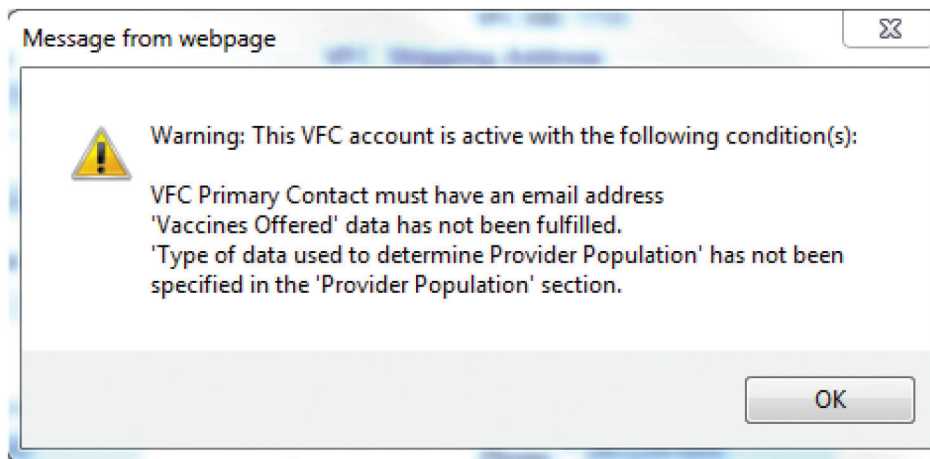 Message from webpage
Warning: This VFC account is active with the following condition(s):
VFC Primary Contact must have an email address
'Vaccines Offered' data has not been fulfilled.
'Type of data used to determine Provider Population' has not been
specified in the 'Provider Population' section.
OK